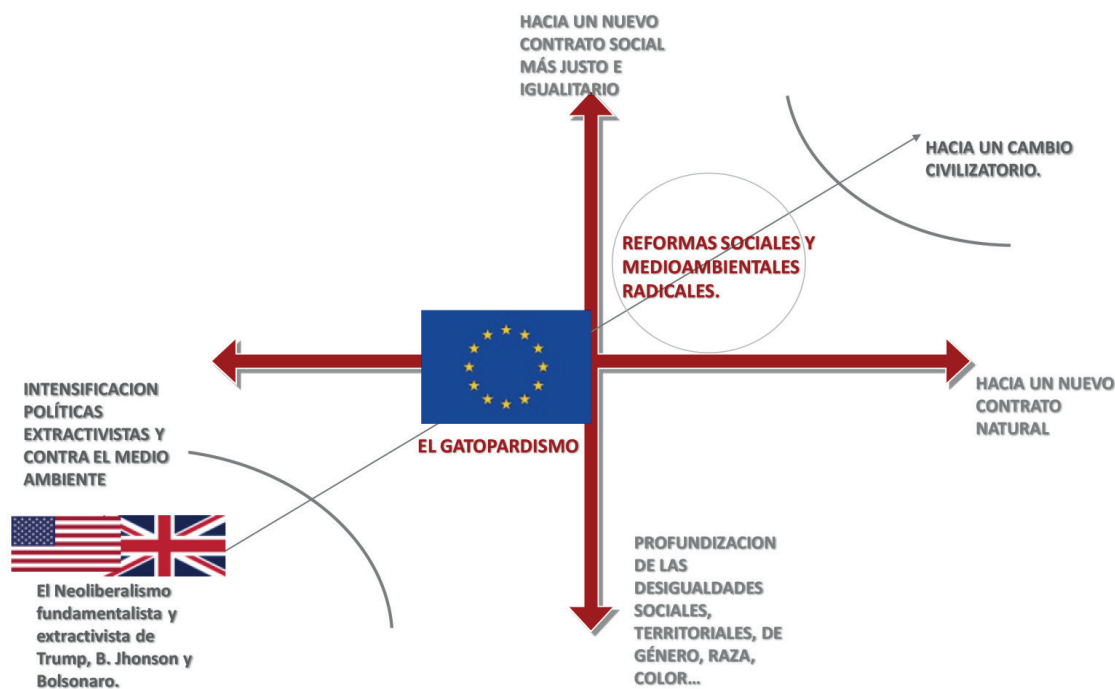 HACIA UN NUEVO
CONTRATO SOCIAL
MÁS JUSTO E
IGUALITARIO
HACIA UN CAMBIO
CIVILIZATORIO.
REFORMAS SOCIALES Y
MEDIOAMBIENTALES
RADICALES.
INTENSIFICACION
POLÍTICAS
EXTRACTIVISTAS Y
CONTRA EL MEDIO
AMBIENTE
HACIA UN NUEVO
CONTRATO
NATURAL
EL GATOPARDISMO
El Neoliberalismo
fundamentalista y
extractivista de
Trump, B. Jhonson y
Bolsonaro.
PROFUNDIZACION
DE LAS
DESIGUALDADES
SOCIALES,
TERRITORIALES, DE
GÉNERO, RAZA,
COLOR...